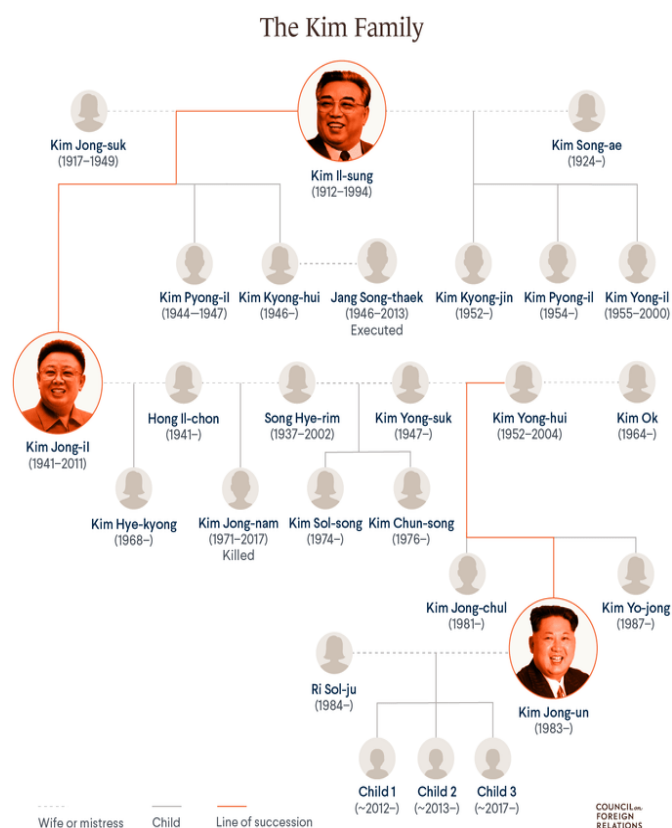 The Kim Family
Kim Jong-suk
(1917–1949)
Kim Il-sung
(1912–1994)
Kim Song-ae
(1924–)
Kim Pyong-il
(1944–1947)
Kim Kyong-hui
(1946–)
Jang Song-thaek
(1946–2013)
Executed
Kim Kyong-jin
(1952–)
Kim Pyong-il
(1954–)
Kim Yong-il
(1955–2000)
Kim Jong-il
(1941–2011)
Hong Il-chon
(1941–)
Song Hye-rim
(1937–2002)
Kim Yong-suk
(1947–)
Kim Yong-hui
(1952–2004)
Kim Ok
(1964–)
Kim Hye-kyong
(1968–)
Kim Jong-nam
(1971–2017)
Killed
Kim Sol-song
(1974–)
Kim Chun-song
(1976–)
Kim Jong-chul
(1981–)
Kim Yo-jong
(1987–)
Ri Sol-ju
(1984–)
Kim Jong-un
(1983–)
Child 1
(~2012–)
Child 2
(~2013–)
Child 3
(~2017–)
Wife or mistress
Child
Line of succession
COUNCIL on
FOREIGN
RELATIONS